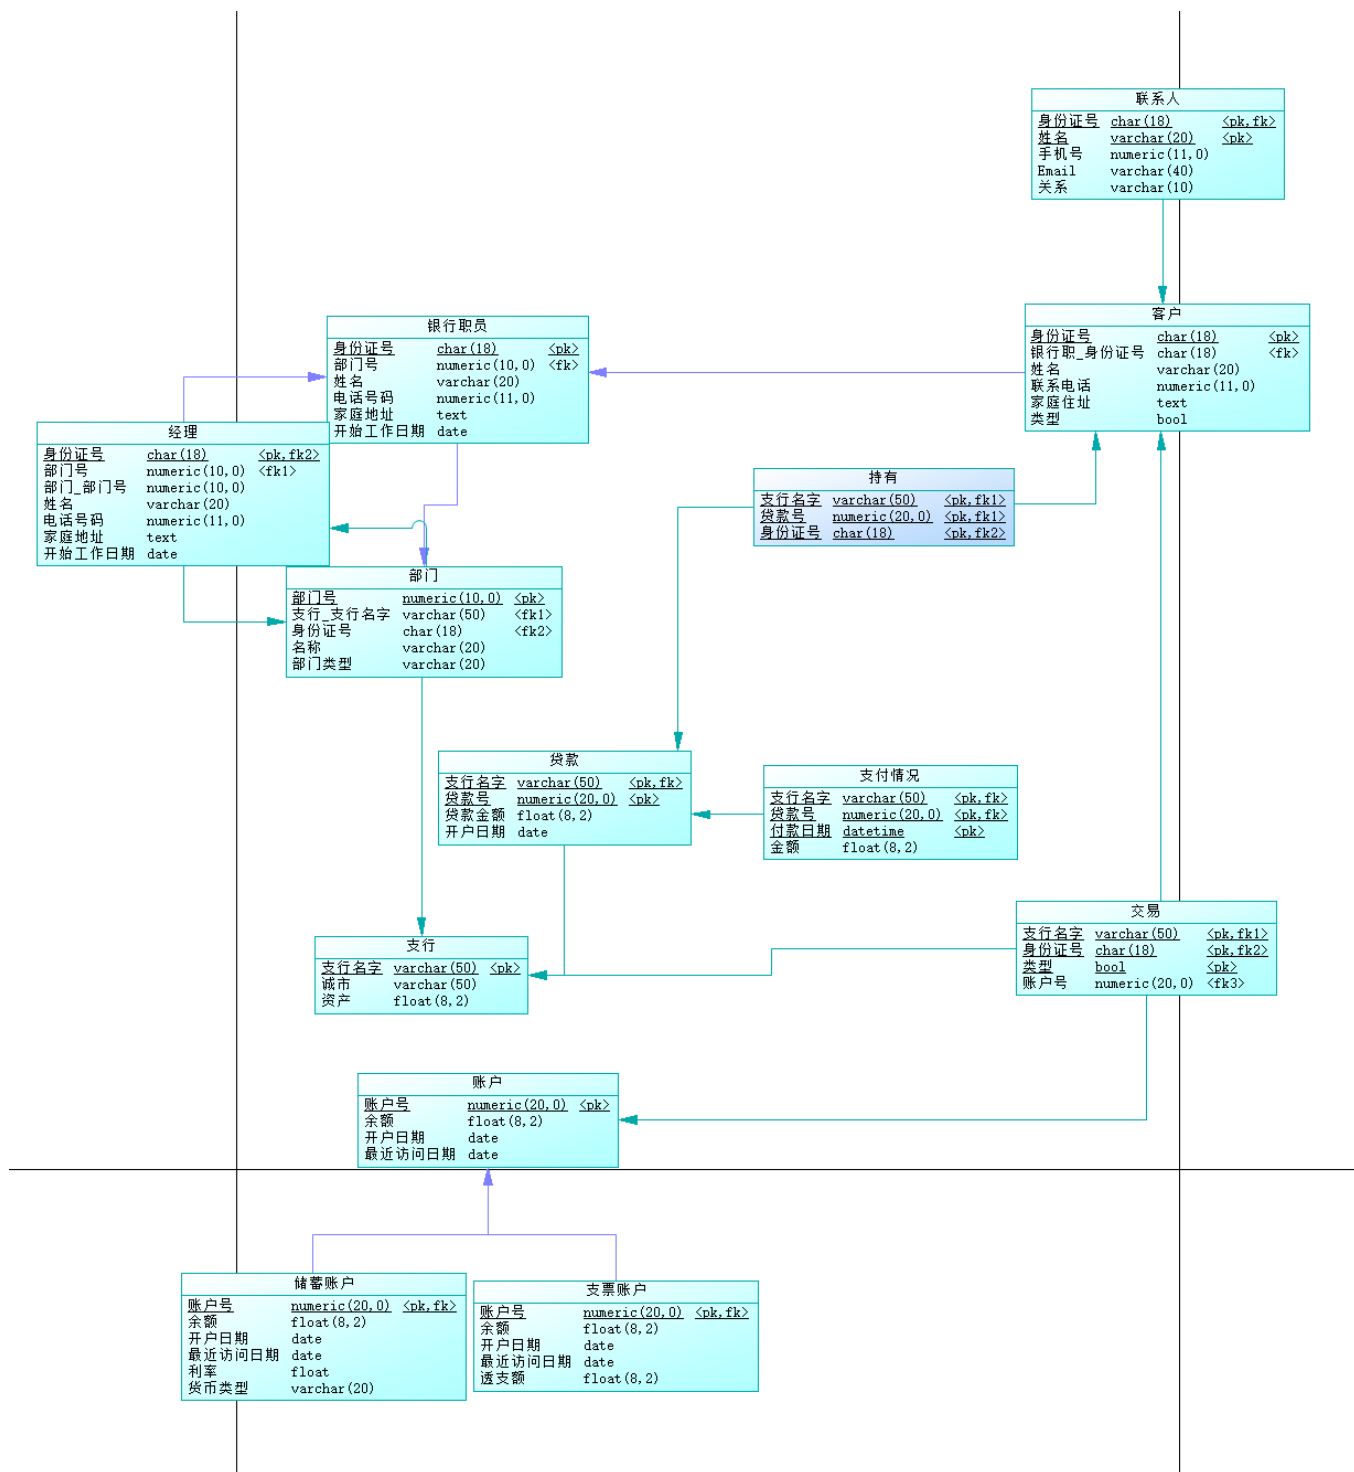 联系人
身份证号 char(18) <pk,fk>
姓名 varchar(20) <pk>
手机号 numeric(11,0)
Email varchar(40)
关系 varchar(10)
客户
身份证号 char(18) <pk>
银行职_身份证号 char(18) <fk>
姓名 varchar(20)
联系电话 numeric(11,0)
家庭住址 text
类型 bool
银行职员
身份证号 char(18) <pk>
部门号 numeric(10,0) <fk>
姓名 varchar(20)
电话号码 numeric(11,0)
家庭地址 text
开始工作日期 date
经理
身份证号 char(18) <pk,fk2>
部门号 numeric(10,0) <fk1>
部门_部门号 numeric(10,0)
姓名 varchar(20)
电话号码 numeric(11,0)
家庭地址 text
开始工作日期 date
持有
支行名字 varchar(50) <pk,fk1>
贷款号 numeric(20,0) <pk,fk1>
身份证号 char(18) <pk,fk2>
部门
部门号 numeric(10,0) <pk>
支行_支行名字 varchar(50) <fk1>
身份证号 char(18) <fk2>
名称 varchar(20)
部门类型 varchar(20)
贷款
支行名字 varchar(50) <pk,fk>
贷款号 numeric(20,0) <pk>
贷款金额 float(8,2)
开户日期 date
支付情况
支行名字 varchar(50) <pk,fk>
贷款号 numeric(20,0) <pk,fk>
付款日期 datetime <pk>
金额 float(8,2)
交易
支行名字 varchar(50) <pk,fk1>
身份证号 char(18) <pk,fk2>
类型 bool <pk>
账户号 numeric(20,0) <fk3>
支行
支行名字 varchar(50) <pk>
诚市 varchar(50)
资产 float(8,2)
账户
账户号 numeric(20,0) <pk>
余额 float(8,2)
开户日期 date
最近访问日期 date
储蓄账户
账户号 numeric(20,0) <pk,fk>
余额 float(8,2)
开户日期 date
最近访问日期 date
利率 float
货币类型 varchar(20)
支票账户
账户号 numeric(20,0) <pk,fk>
余额 float(8,2)
开户日期 date
最近访问日期 date
透支额 float(8,2)